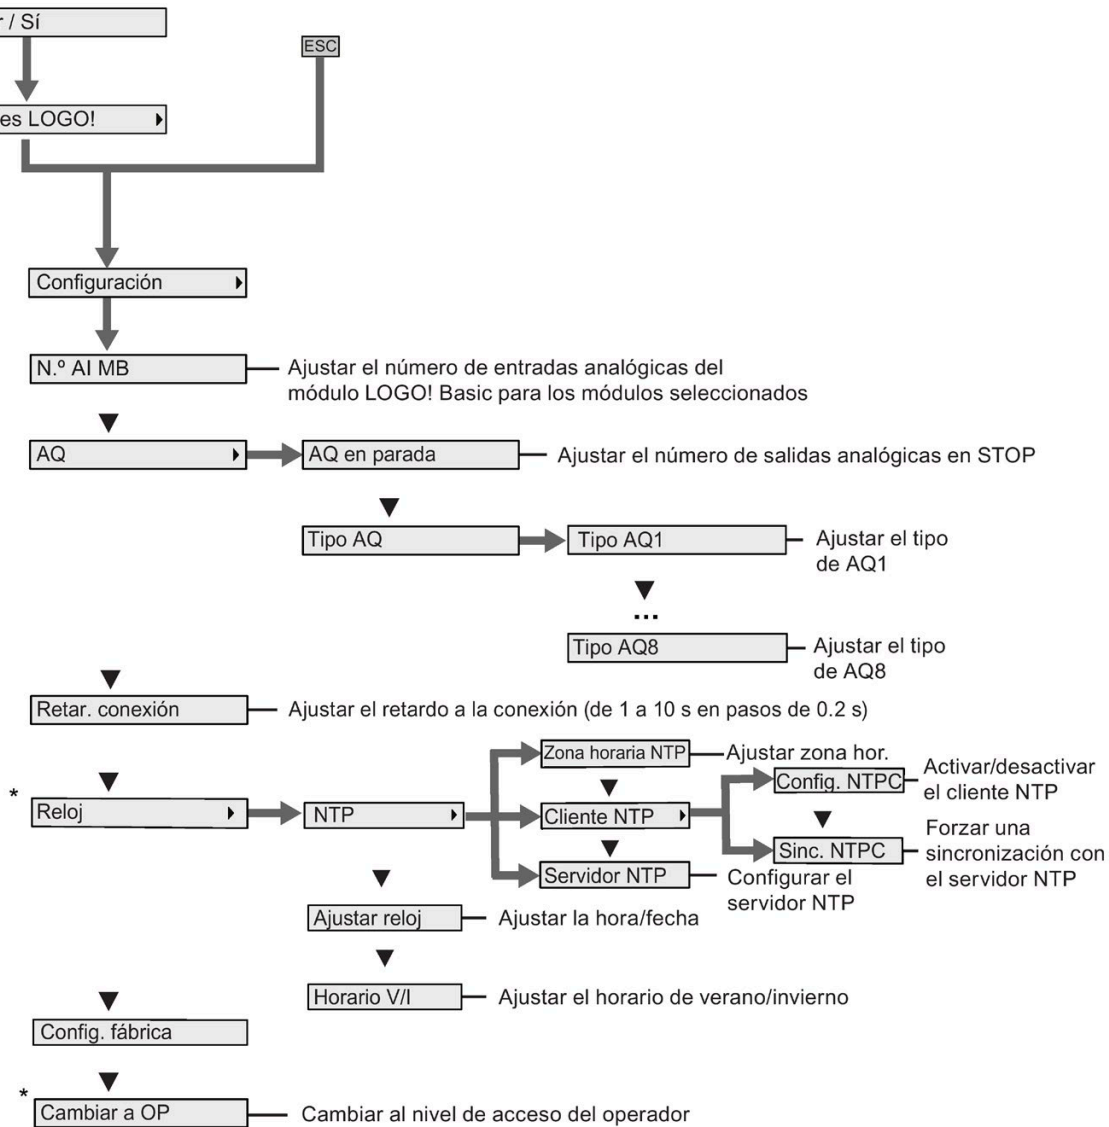 r / Sí
ESC
es LOGO!
Configuración
N.º AI MB
Ajustar el número de entradas analógicas del
módulo LOGO! Basic para los módulos seleccionados
AQ
AQ en parada
Ajustar el número de salidas analógicas en STOP
Tipo AQ
Tipo AQ1
Ajustar el tipo
de AQ1
...
Tipo AQ8
Ajustar el tipo
de AQ8
Retar. conexión
Ajustar el retardo a la conexión (de 1 a 10 s en pasos de 0.2 s)
* Reloj
NTP
Zona horaria NTP
Ajustar zona hor.
Cliente NTP
Config. NTPC
Activar/desactivar
el cliente NTP
Sinc. NTPC
Forzar una
sincronización con
el servidor NTP
Servidor NTP
Configurar el
servidor NTP
Ajustar reloj
Ajustar la hora/fecha
Horario V/I
Ajustar el horario de verano/invierno
Config. fábrica
* Cambiar a OP
Cambiar al nivel de acceso del operador